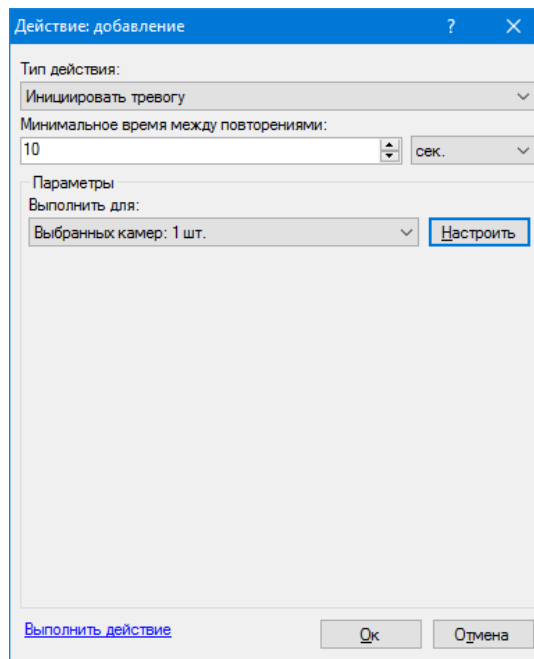 Действие: добавление ?
Тип действия:
Инициировать тревогу
Минимальное время между повторениями:
10 сек.
Параметры
Выполнить для:
Выбранных камер: 1 шт. Настроить
Выполнить действие Ок Отмена